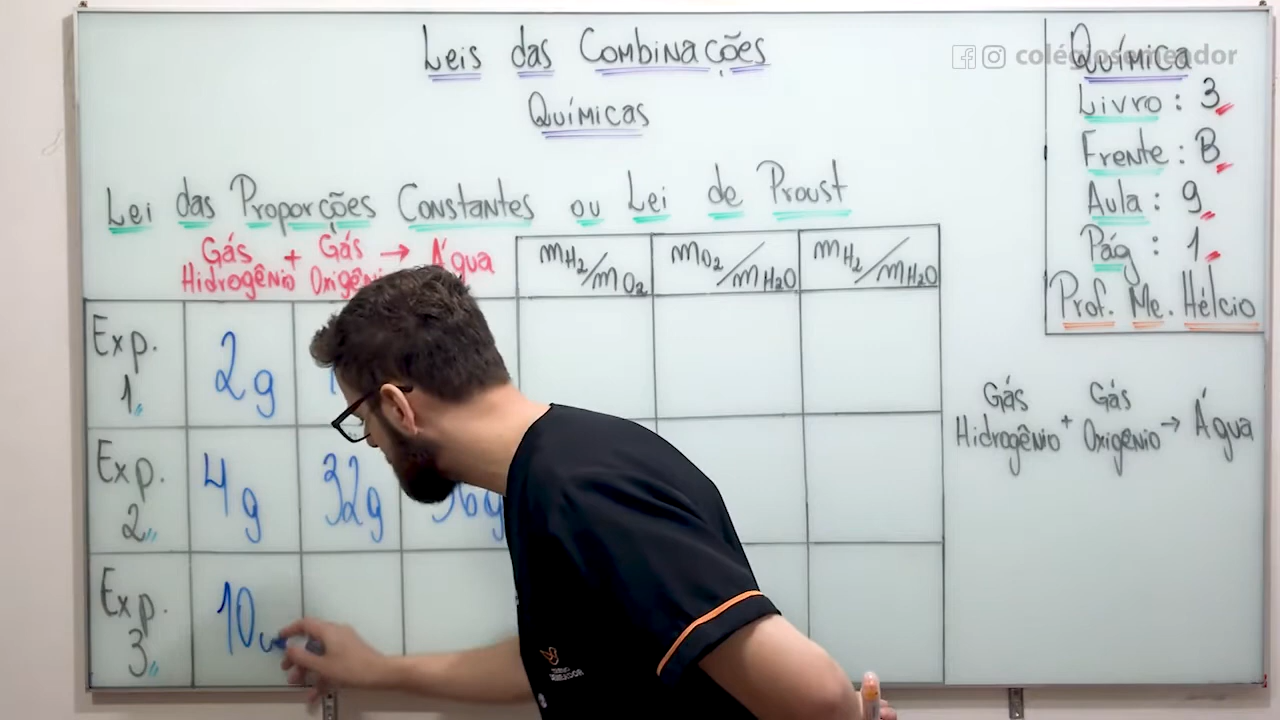 Leis das Combinações
Químicas
colégiosemeador
Química
Livro: 3
Frente: B
Aula: 9
Pág: 1
Prof. Me. Hélcio
Lei das Proporções Constantes ou Lei de Proust
Gás Hidrogênio + Gás → Água
mH₂/mO₂
mO₂/mH₂O
mH₂/mH₂O
Exp. 1 2g
Exp. 2 4g 32g 36g
Exp. 3 10
Gás Hidrogênio + Gás Oxigênio → Água